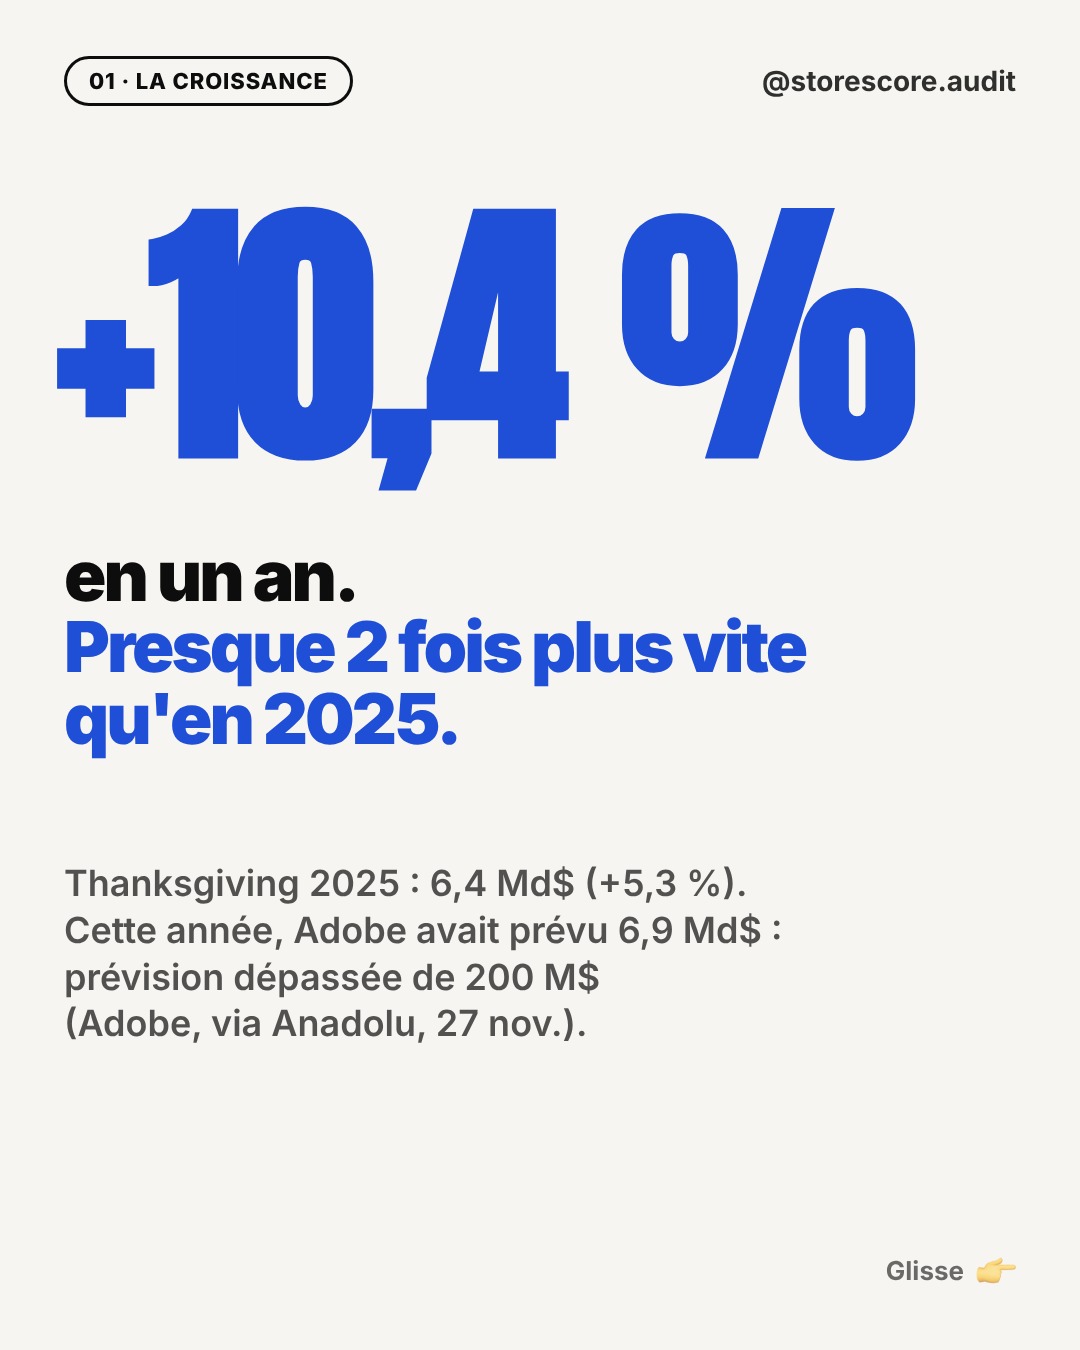 01 · LA CROISSANCE
@storescore.audit
+10,4 %
en un an.
Presque 2 fois plus vite
qu'en 2025.
Thanksgiving 2025 : 6,4 Md$ (+5,3 %).
Cette année, Adobe avait prévu 6,9 Md$ :
prévision dépassée de 200 M$
(Adobe, via Anadolu, 27 nov.).
Glisse 👉